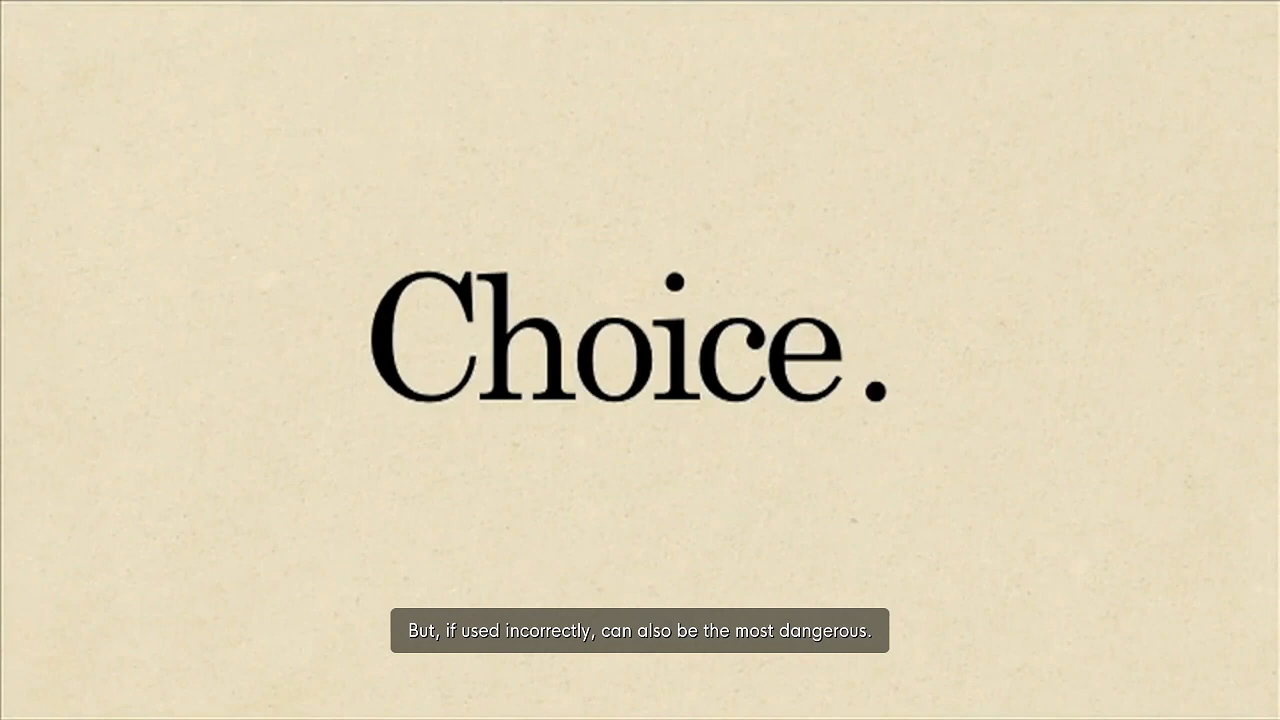 Choice.
But, if used incorrectly, can also be the most dangerous.